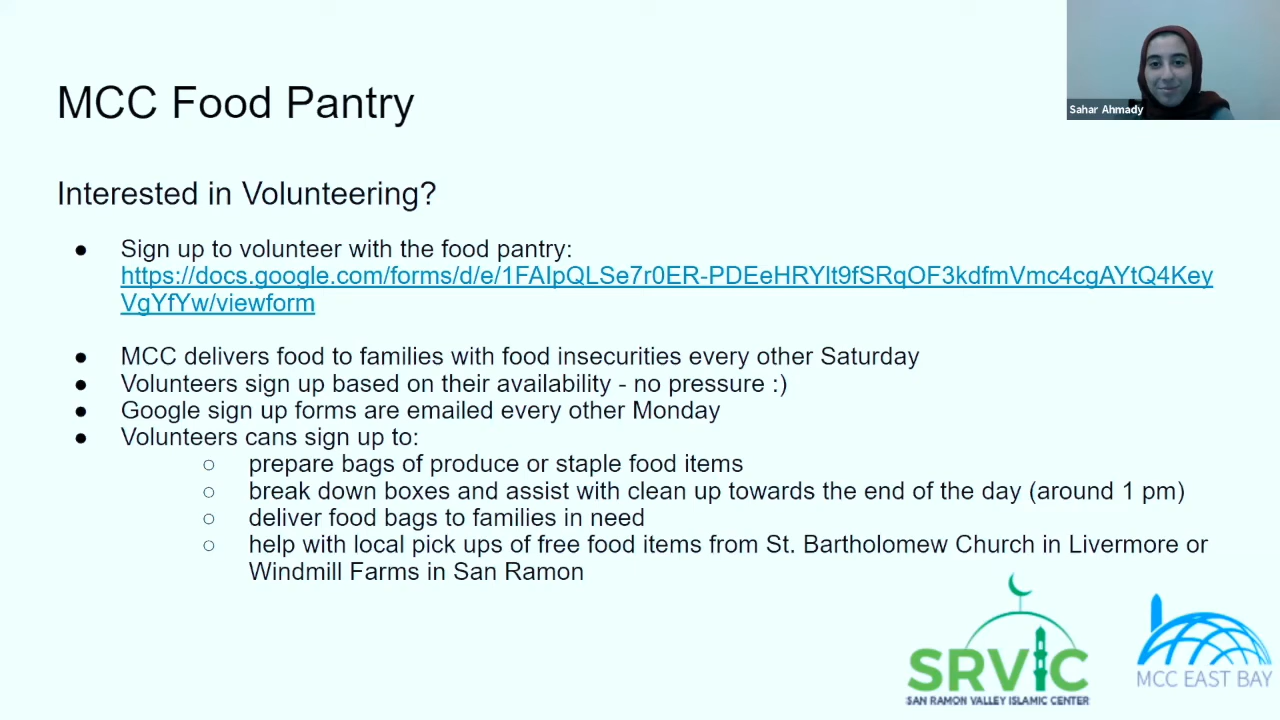 Sahar Ahmady
MCC Food Pantry
Interested in Volunteering?
● Sign up to volunteer with the food pantry:
https://docs.google.com/forms/d/e/1FAIpQLSe7r0ER-PDEeHRYlt9fSRqOF3kdfmVmc4cgAYtQ4Key
VgYfYw/viewform
● MCC delivers food to families with food insecurities every other Saturday
● Volunteers sign up based on their availability - no pressure :)
● Google sign up forms are emailed every other Monday
● Volunteers cans sign up to:
○ prepare bags of produce or staple food items
○ break down boxes and assist with clean up towards the end of the day (around 1 pm)
○ deliver food bags to families in need
○ help with local pick ups of free food items from St. Bartholomew Church in Livermore or
Windmill Farms in San Ramon
SRVIC
SAN RAMON VALLEY ISLAMIC CENTER
MCC EAST BAY